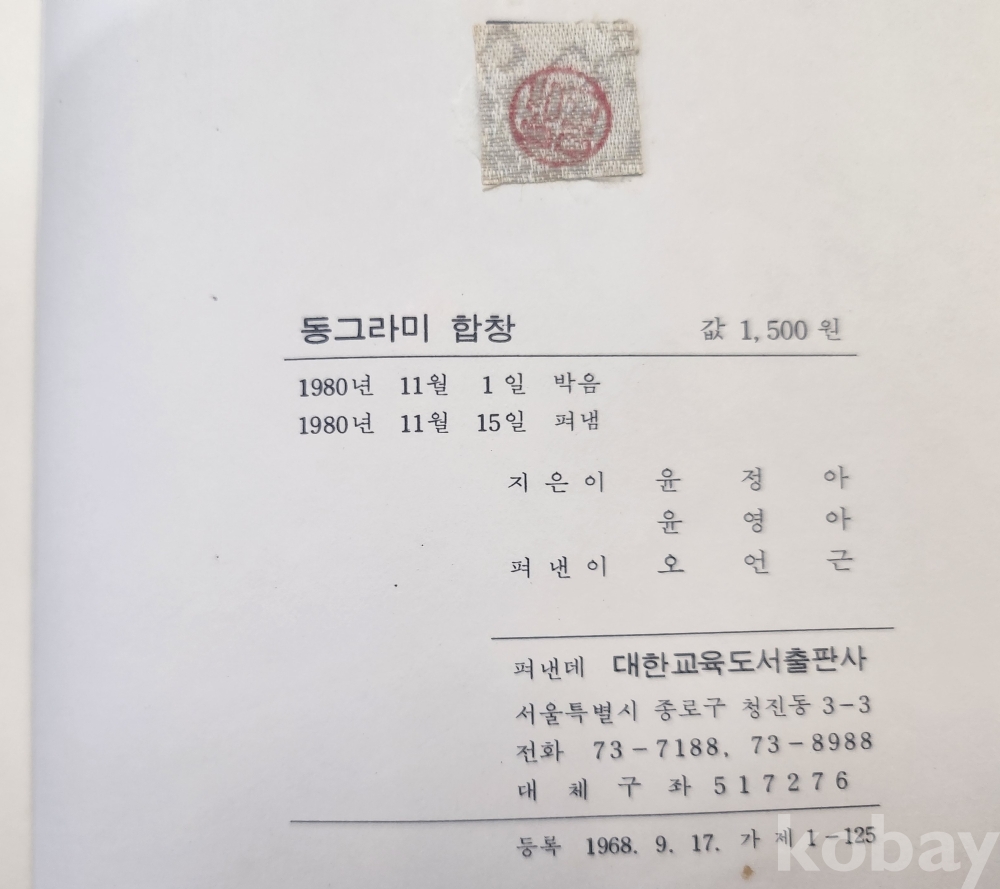 동그라미 합창 값 1,500 원
1980년 11월 1일 박음
1980년 11월 15일 펴냄
지은이 윤정아
윤영아
펴낸이 오언근
펴낸데 대한교육도서출판사
서울특별시 종로구 청진동 3-3
전화 73-7188, 73-8988
대체구좌 517276
등록 1968. 9. 17. 가 제1-125
kobay